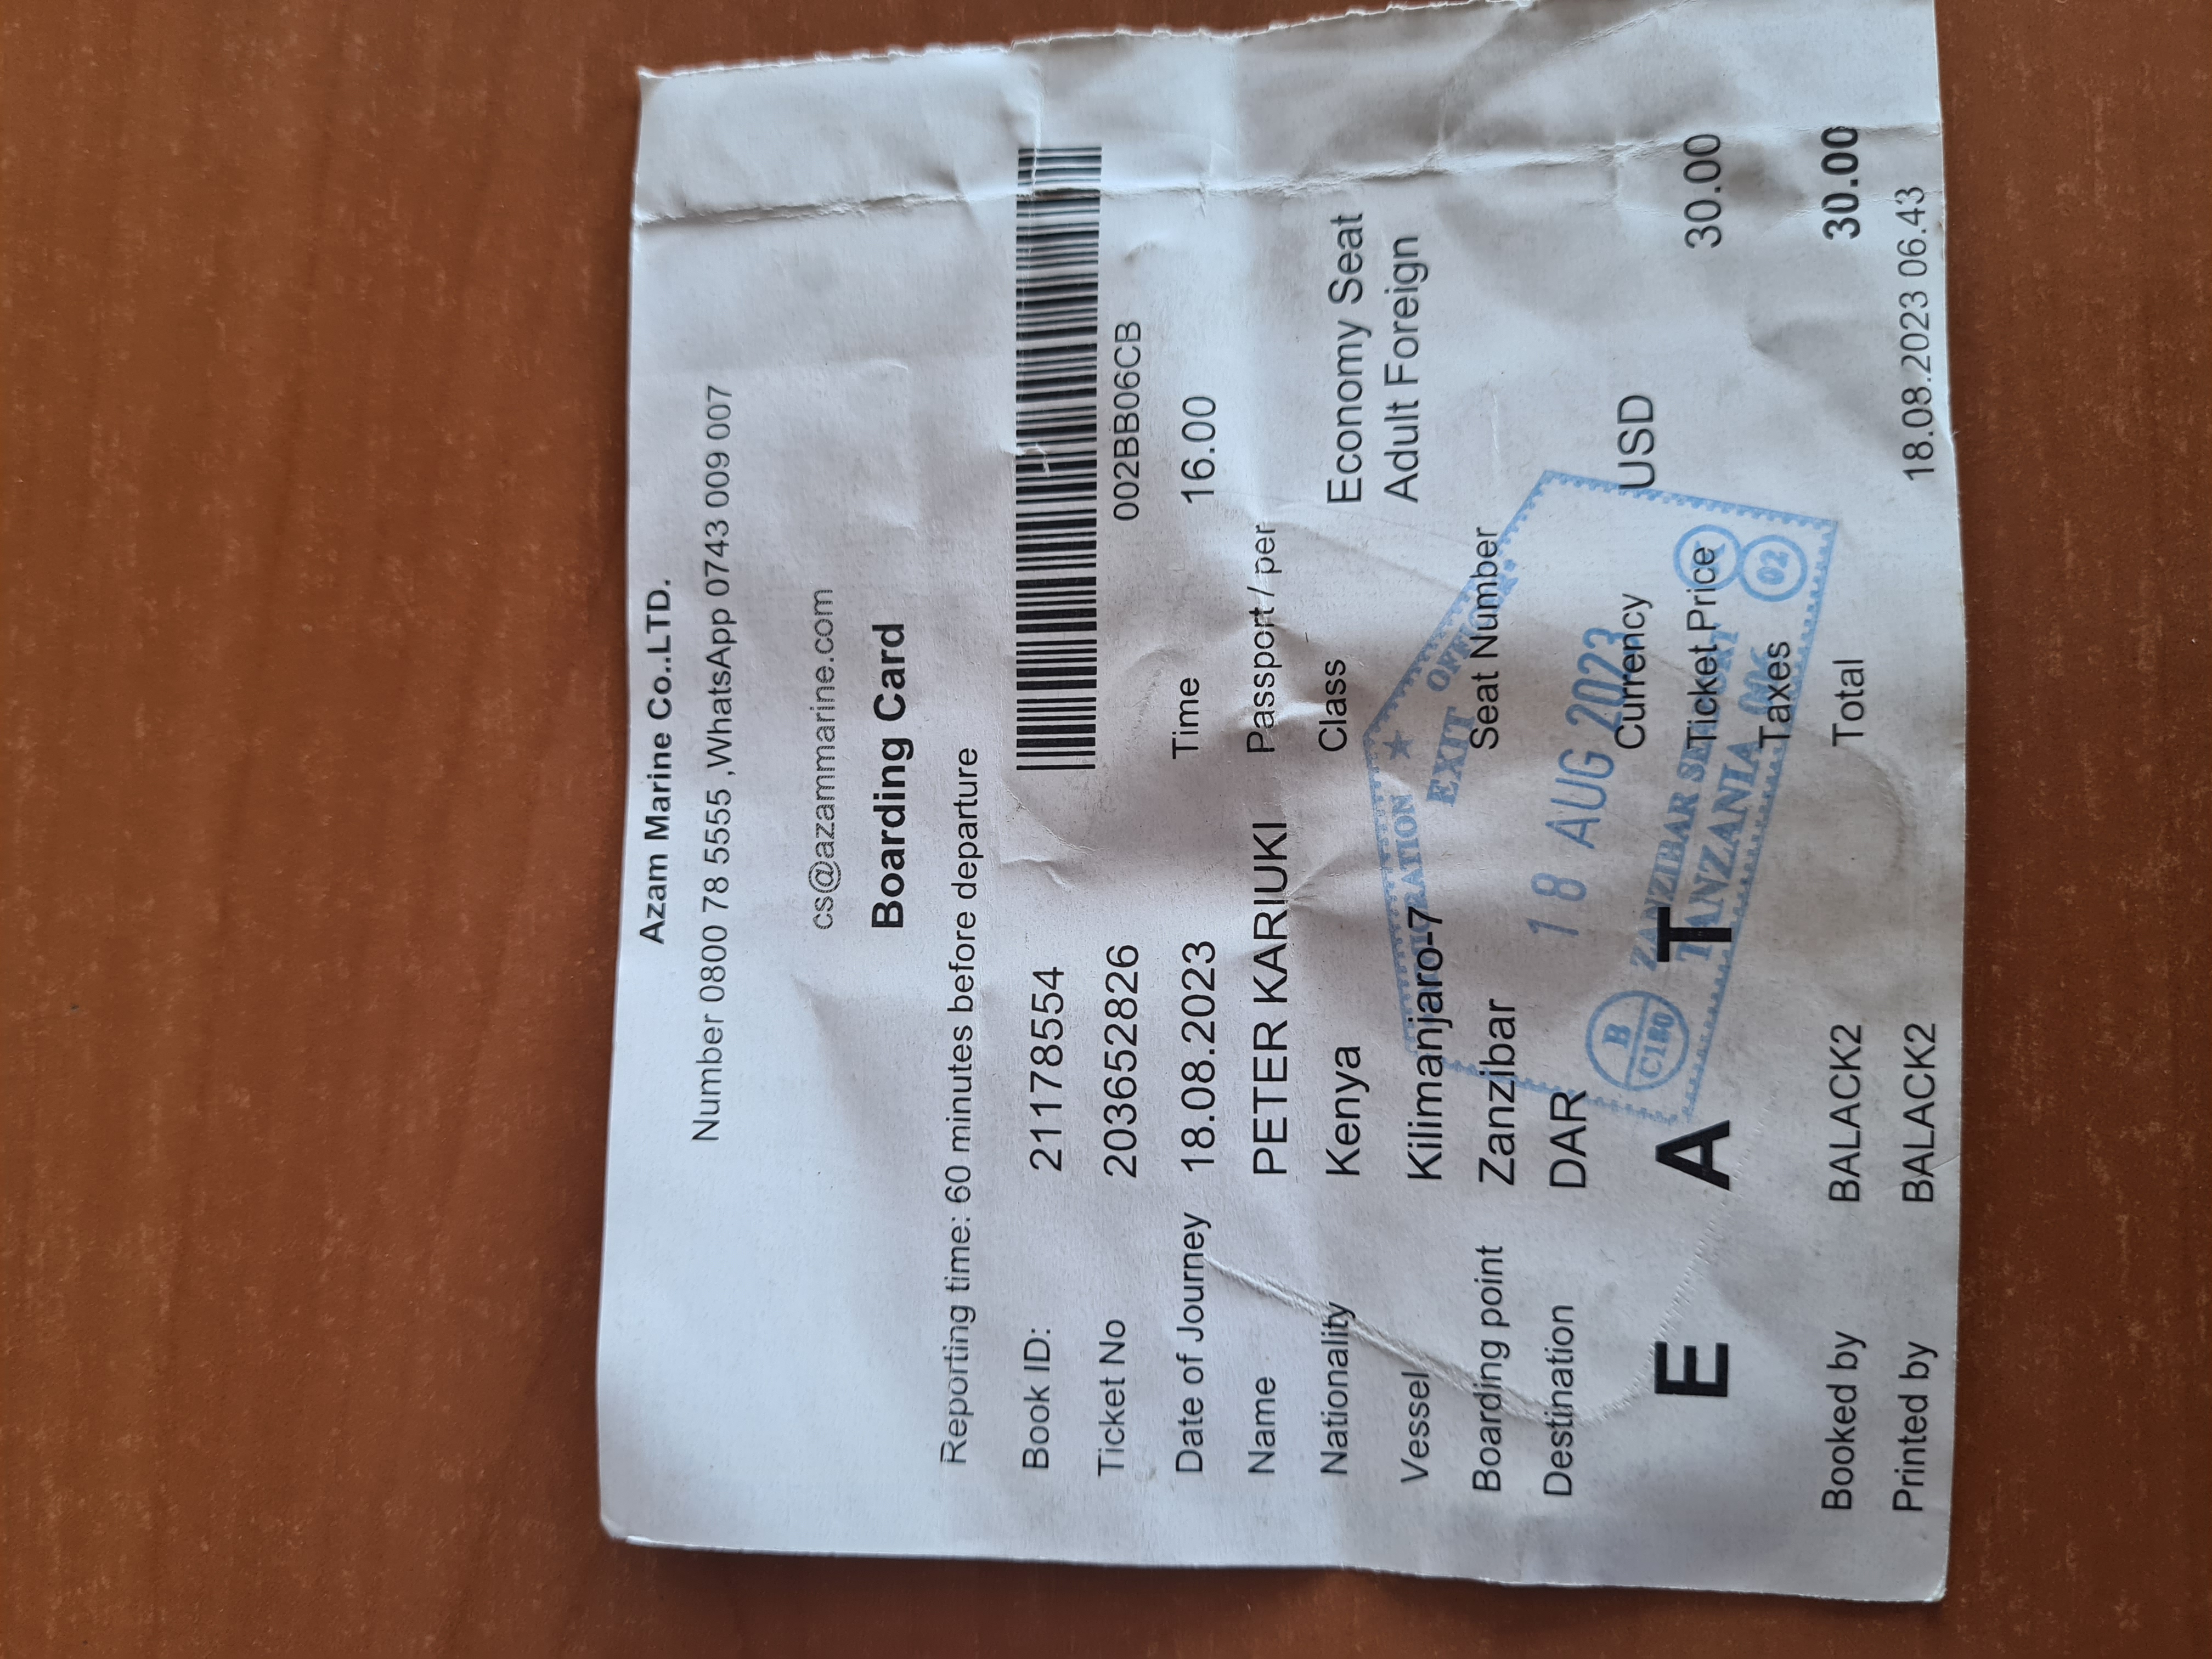 Azam Marine Co..LTD.
Number 0800 78 5555 ,WhatsApp 0743 009 007
cs@azammarine.com
Boarding Card
Reporting time: 60 minutes before departure
Book ID: 21178554
Ticket No 2036652826 002BB06CB
Date of Journey 18.08.2023 Time 16.00
Name PETER KARIUKI Passport / per
Nationality Kenya Class Economy Seat
Adult Foreign
Vessel Kilimanjaro-7
Boarding point Zanzibar Seat Number
Destination DAR
Currency USD
E A T Ticket Price 30.00
Taxes
Booked by BALACK2 Total 30.00
Printed by BALACK2 18.08.2023 06.43
EXIT
18 AUG 2023
B
C180
ZANZIBAR
TANZANIA
02